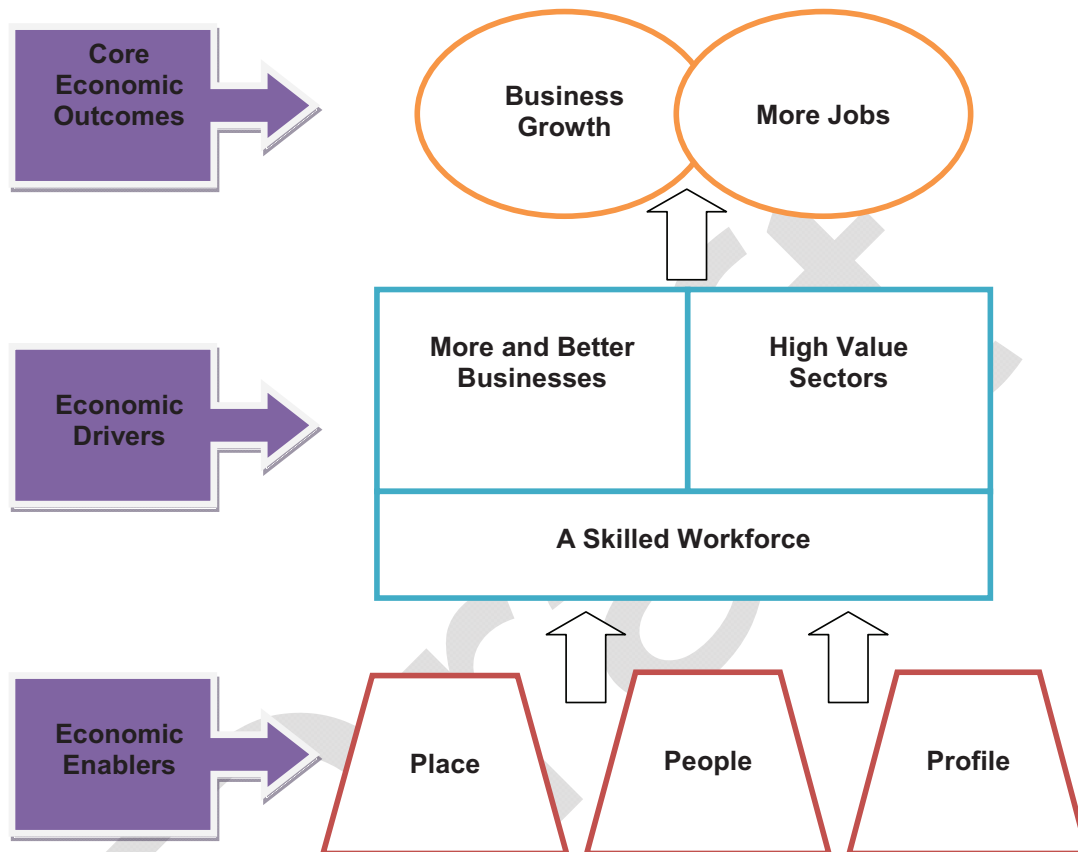 Core
Economic
Outcomes
Business
Growth
More Jobs
Economic
Drivers
More and Better
Businesses
High Value
Sectors
A Skilled Workforce
Economic
Enablers
Place
People
Profile